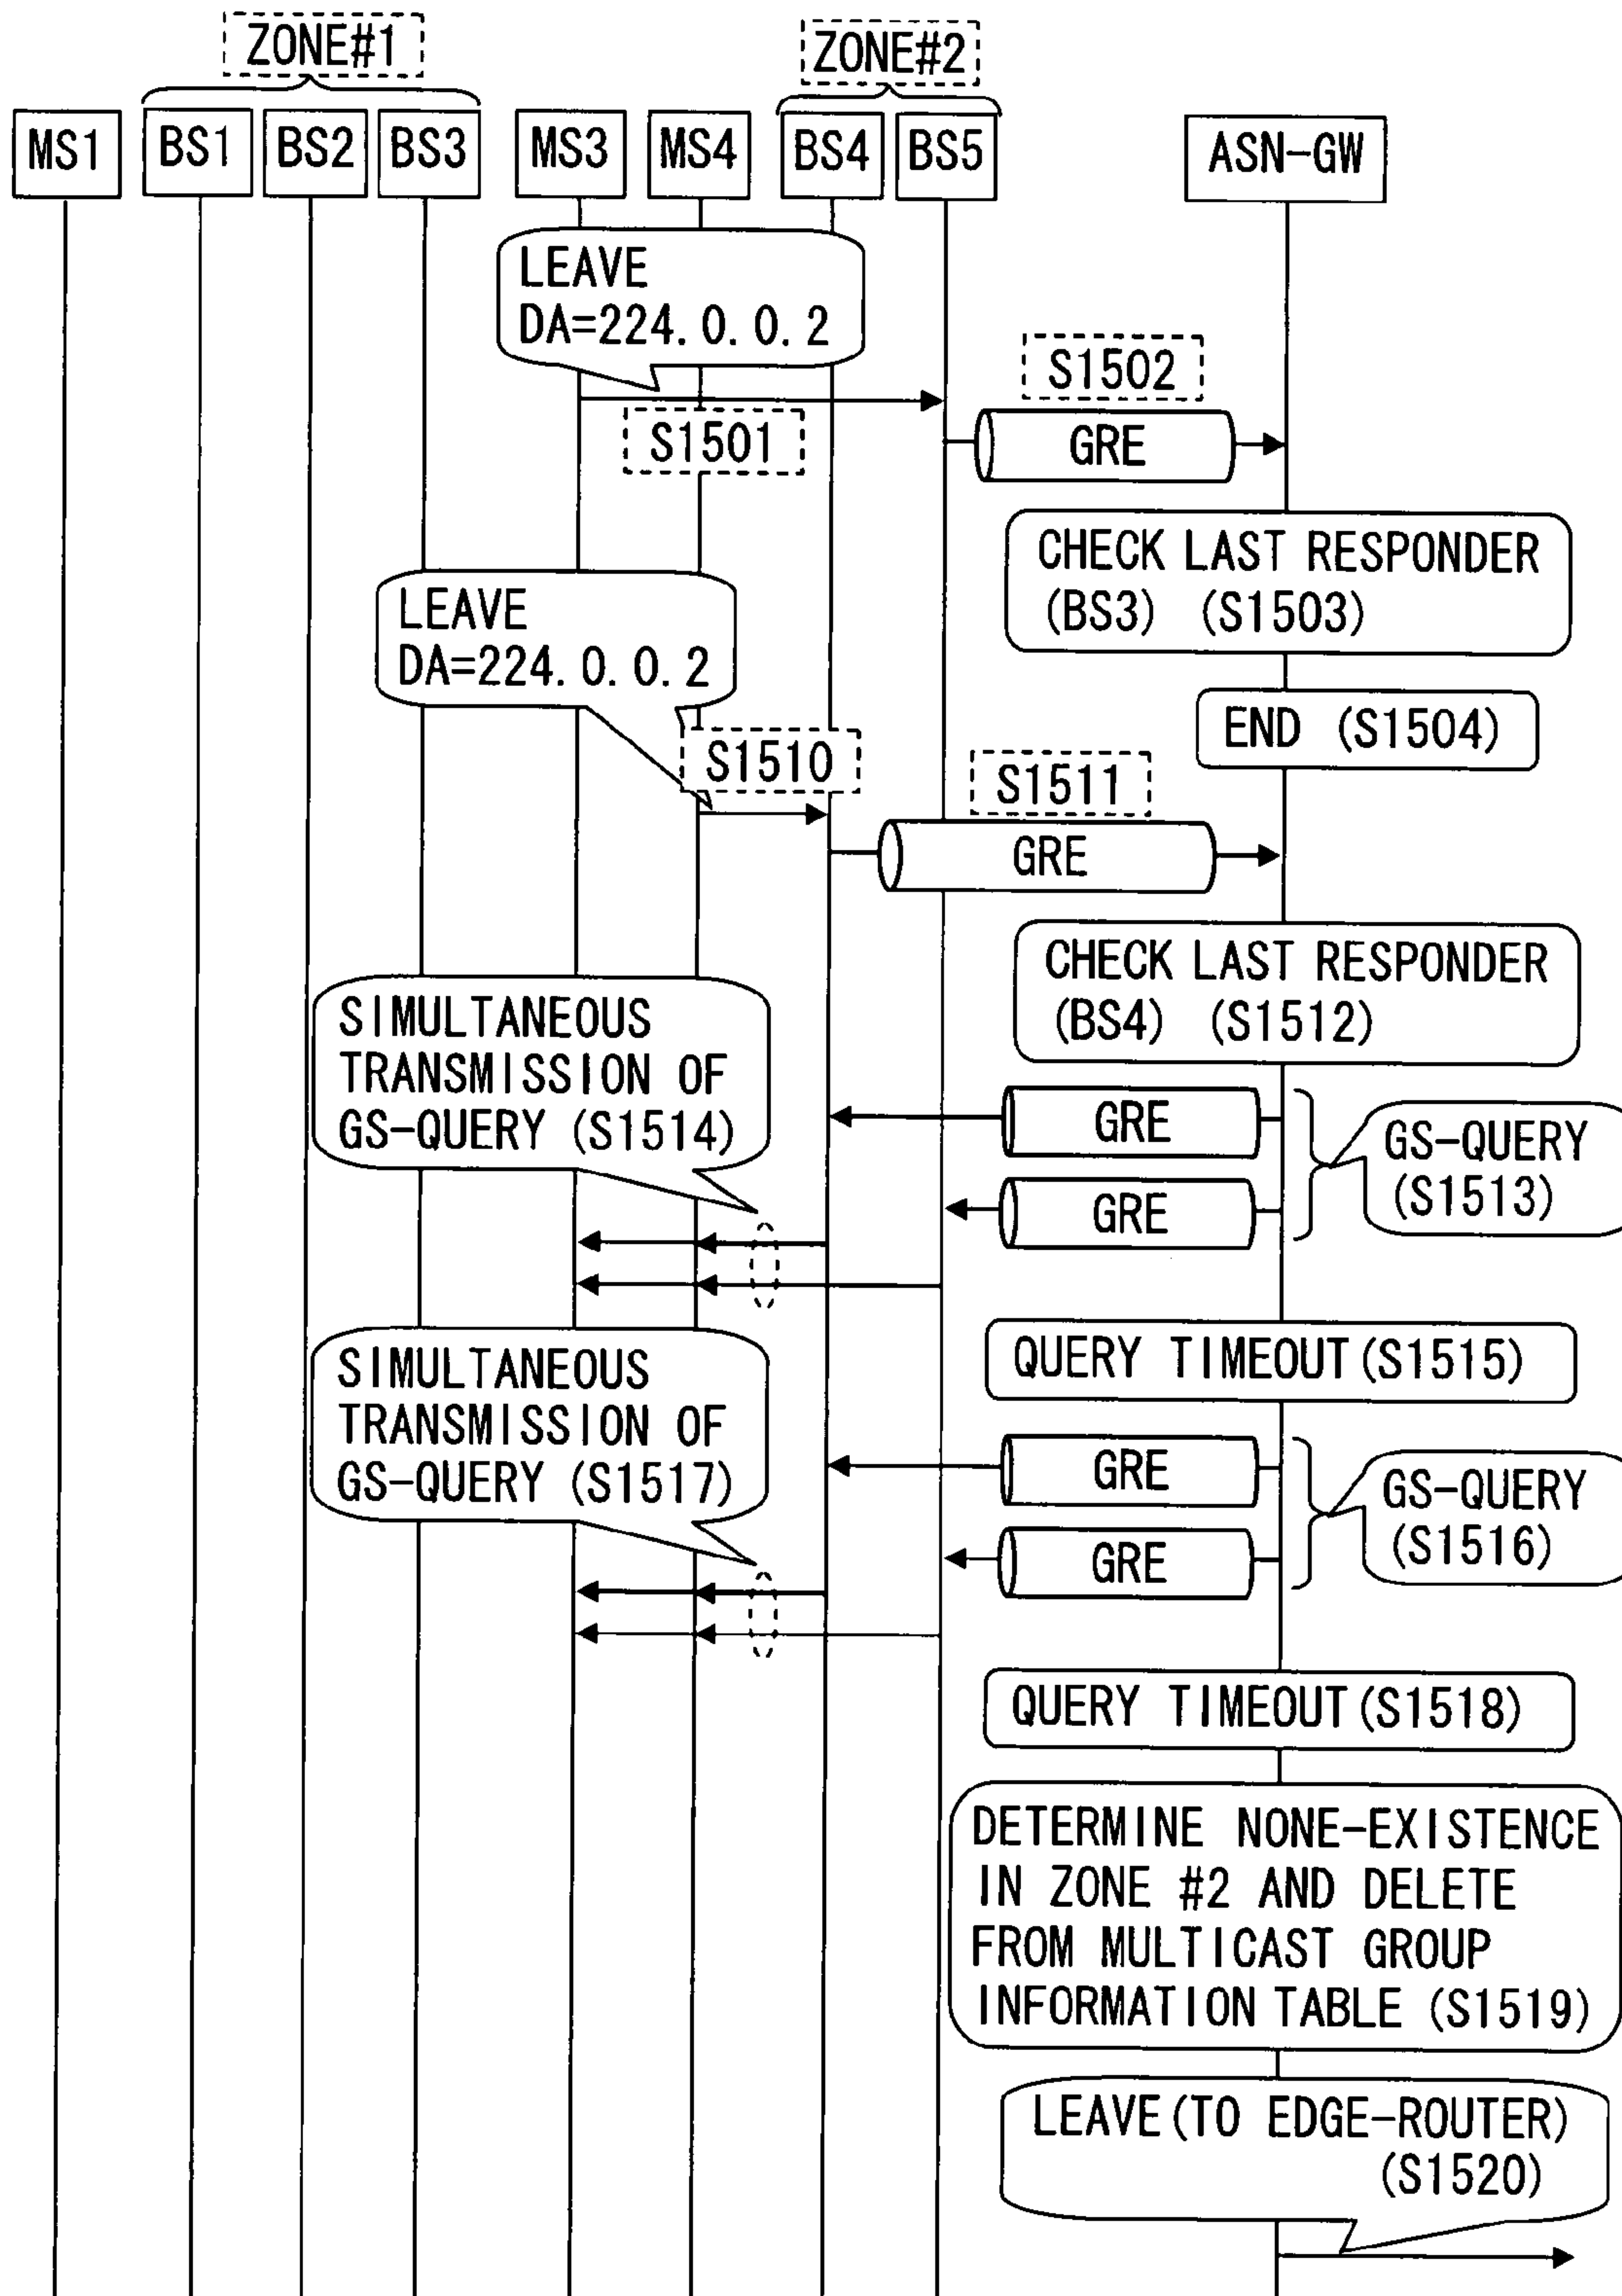 ZONE#1
ZONE#2
MS1
BS1
BS2
BS3
MS3
MS4
BS4
BS5
ASN-GW
LEAVE
DA=224.0.0.2
S1501
S1502
GRE
CHECK LAST RESPONDER
(BS3) (S1503)
LEAVE
DA=224.0.0.2
END (S1504)
S1510
S1511
GRE
CHECK LAST RESPONDER
(BS4) (S1512)
SIMULTANEOUS
TRANSMISSION OF
GS-QUERY (S1514)
GRE
GRE
GS-QUERY
(S1513)
QUERY TIMEOUT(S1515)
SIMULTANEOUS
TRANSMISSION OF
GS-QUERY (S1517)
GRE
GRE
GS-QUERY
(S1516)
QUERY TIMEOUT(S1518)
DETERMINE NONE-EXISTENCE
IN ZONE #2 AND DELETE
FROM MULTICAST GROUP
INFORMATION TABLE (S1519)
LEAVE(TO EDGE-ROUTER)
(S1520)